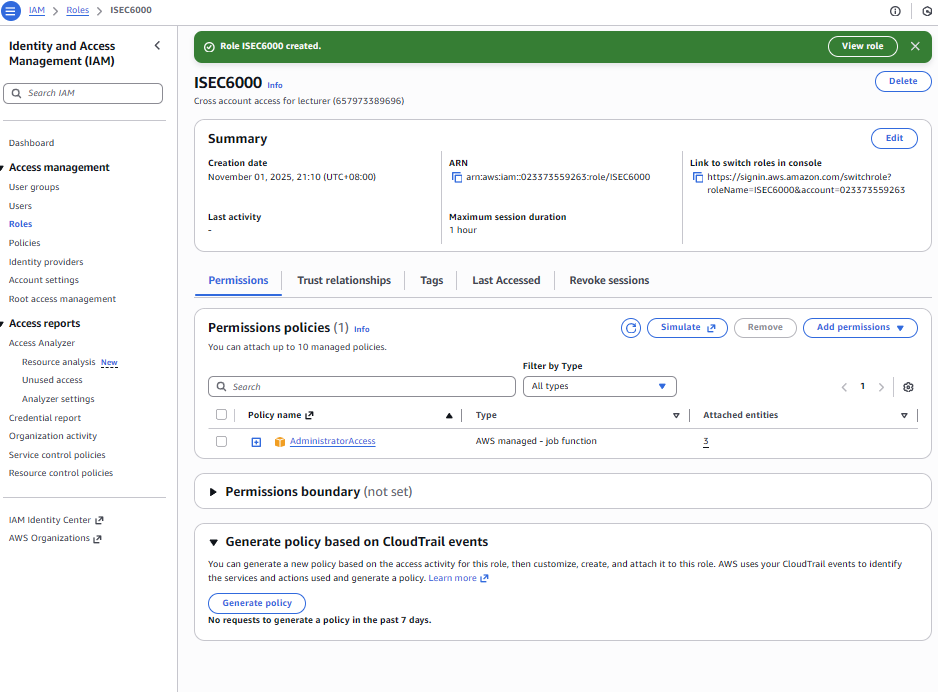 IAM > Roles > ISEC6000
Identity and Access
Management (IAM)
Search IAM
Dashboard
Access management
User groups
Users
Roles
Policies
Identity providers
Account settings
Root access management
Access reports
Access Analyzer
Resource analysis New
Unused access
Analyzer settings
Credential report
Organization activity
Service control policies
Resource control policies
IAM Identity Center
AWS Organizations
Role ISEC6000 created.
View role
ISEC6000 Info
Delete
Cross account access for lecturer (657973389696)
Summary
Edit
Creation date
November 01, 2025, 21:10 (UTC+08:00)
Last activity
-
ARN
arn:aws:iam::023373559263:role/ISEC6000
Maximum session duration
1 hour
Link to switch roles in console
https://signin.aws.amazon.com/switchrole?
roleName=ISEC6000&account=023373559263
Permissions Trust relationships Tags Last Accessed Revoke sessions
Permissions policies (1) Info
Simulate Remove Add permissions
You can attach up to 10 managed policies.
Filter by Type
Search All types 1
Policy name Type Attached entities
AdministratorAccess AWS managed - job function 3
Permissions boundary (not set)
Generate policy based on CloudTrail events
You can generate a new policy based on the access activity for this role, then customize, create, and attach it to this role. AWS uses your CloudTrail events to identify
the services and actions used and generate a policy. Learn more
Generate policy
No requests to generate a policy in the past 7 days.